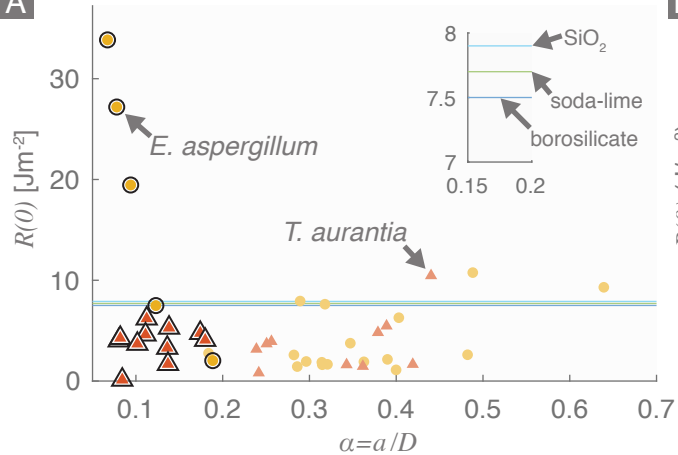 A
R(0) [Jm⁻²]
30
20
10
0
E. aspergillum
T. aurantia
8
7.5
7
0.15 0.2
SiO₂
soda-lime
borosilicate
0.1 0.2 0.3 0.4 0.5 0.6 0.7
α=a/D